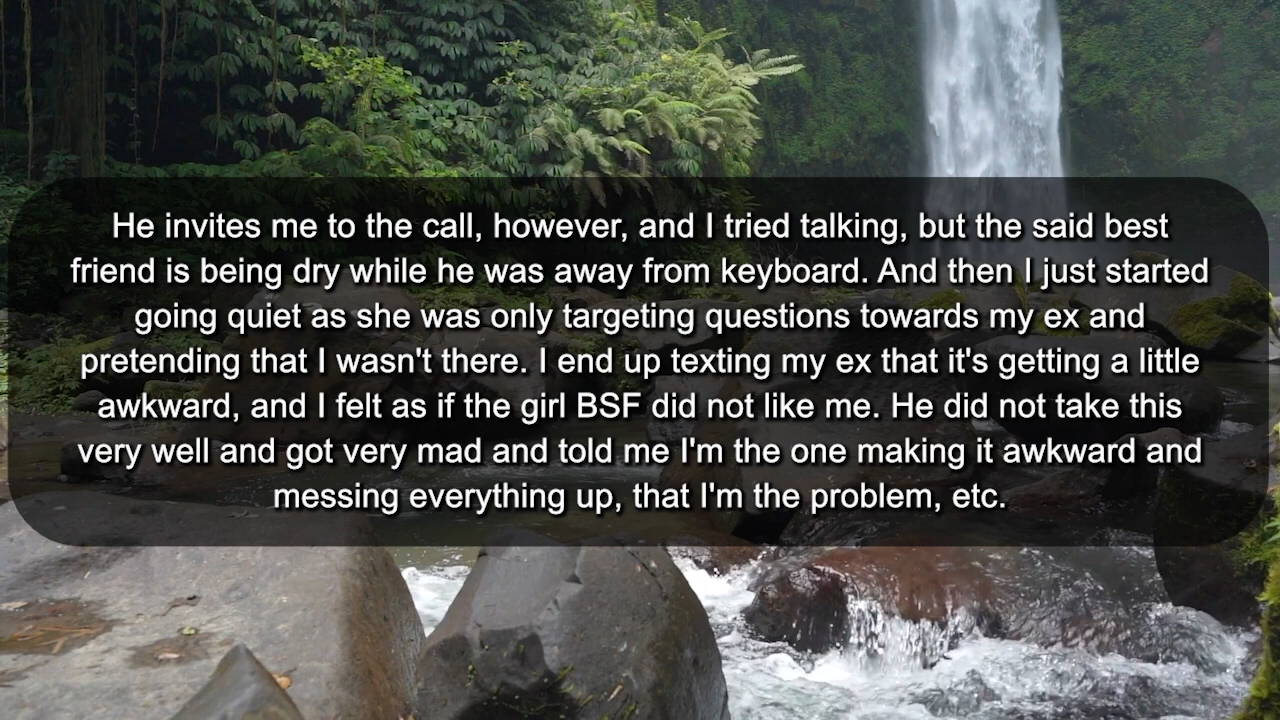 He invites me to the call, however, and I tried talking, but the said best
friend is being dry while he was away from keyboard. And then I just started
going quiet as she was only targeting questions towards my ex and
pretending that I wasn't there. I end up texting my ex that it's getting a little
awkward, and I felt as if the girl BSF did not like me. He did not take this
very well and got very mad and told me I'm the one making it awkward and
messing everything up, that I'm the problem, etc.